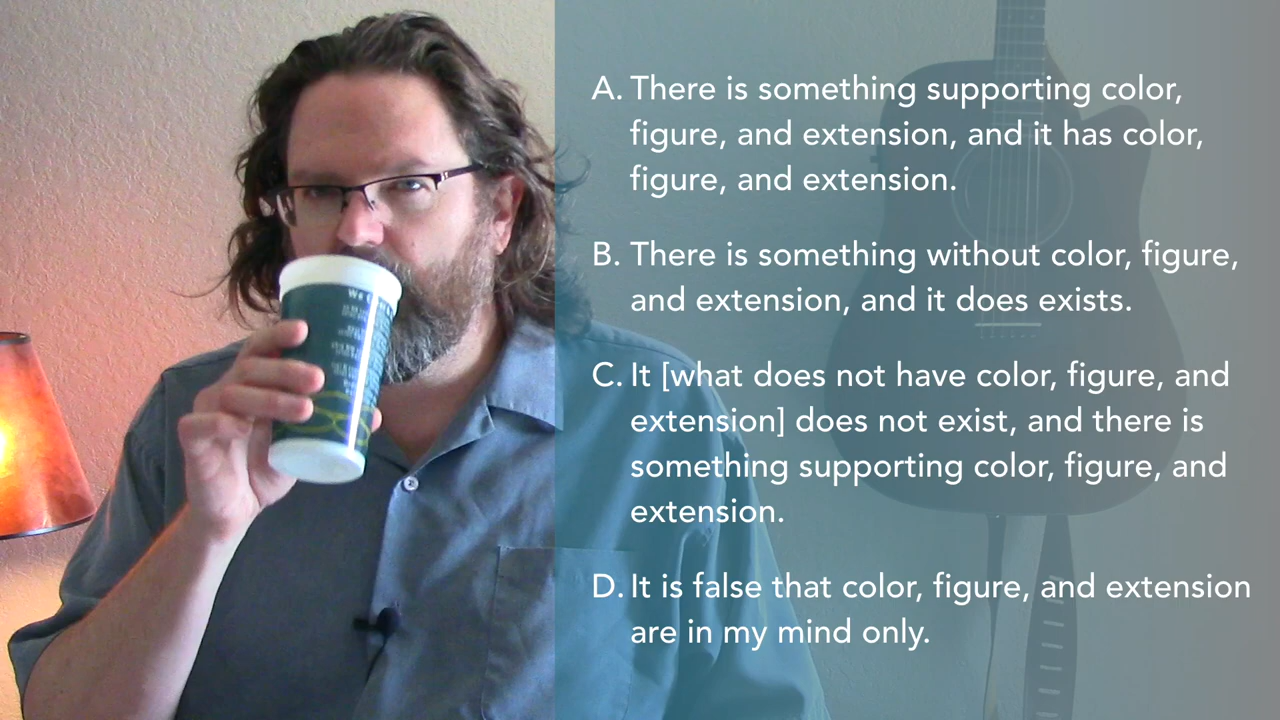 A. There is something supporting color,
figure, and extension, and it has color,
figure, and extension.
B. There is something without color, figure,
and extension, and it does exists.
C. It [what does not have color, figure, and
extension] does not exist, and there is
something supporting color, figure, and
extension.
D. It is false that color, figure, and extension
are in my mind only.